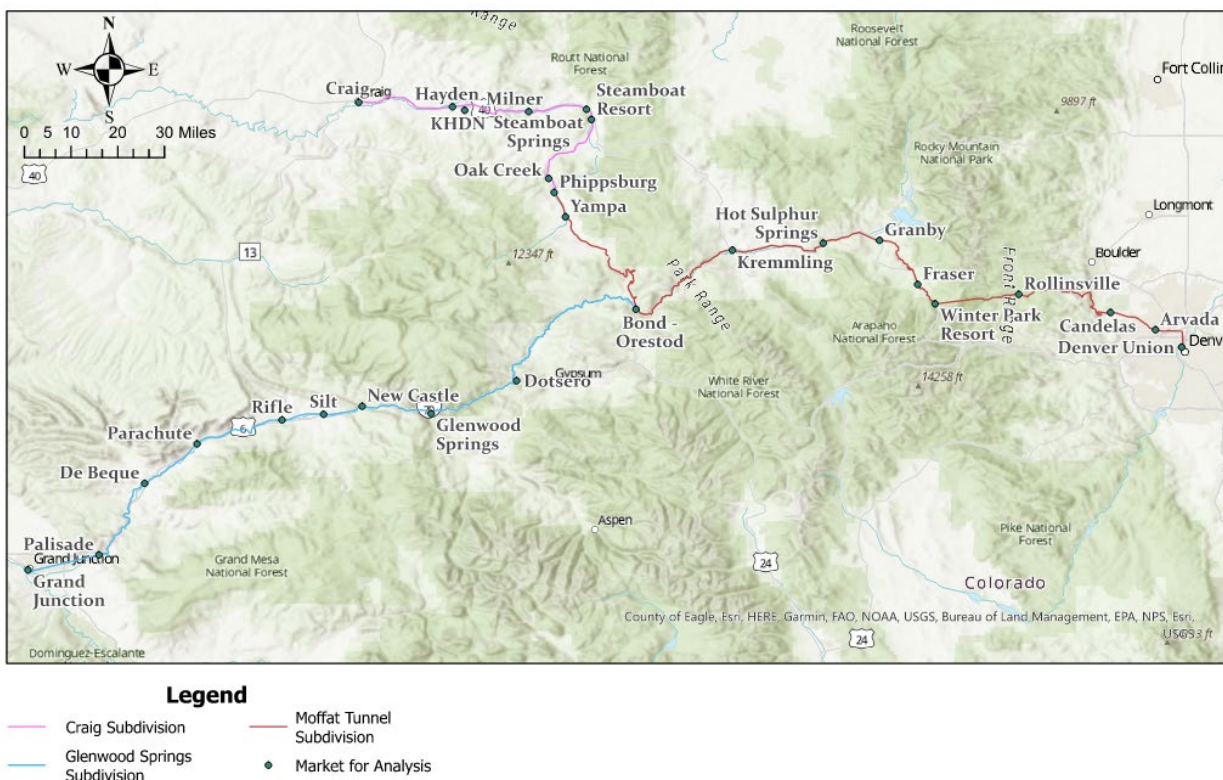 N
W E
S
0 5 10 20 30 Miles
40
13
Range
Routt National
Forest
Roosevelt
National Forest
Fort Collin
9897 ft
Rocky Mountain
National Park
Longmont
Boulder
Craig
raig
Hayden
40
Milner
KHDN
Steamboat
Resort
Steamboat
Springs
Oak Creek
Phippsburg
Yampa
12347 ft
Hot Sulphur
Springs
Granby
Kremmling
Park Range
Fraser
Front Range
Rollinsville
Winter Park
Resort
Arapaho
National Forest
Candelas
Arvada
Denver Union
Denv
Bond -
Orestod
14258 ft
White River
National Forest
Dotsero
Gypsum
New Castle
Silt
Rifle
70
Glenwood
Springs
6
Parachute
De Beque
Palisade
Grand Junction
Grand
Junction
Grand Mesa
National Forest
Aspen
24
Pike National
Forest
Colorado
County of Eagle, Esri, HERE, Garmin, FAO, NOAA, USGS, Bureau of Land Management, EPA, NPS, Esri,
USGS
24
Dominguez-Escalante
Legend
Craig Subdivision
Glenwood Springs
Subdivision
Moffat Tunnel
Subdivision
Market for Analysis